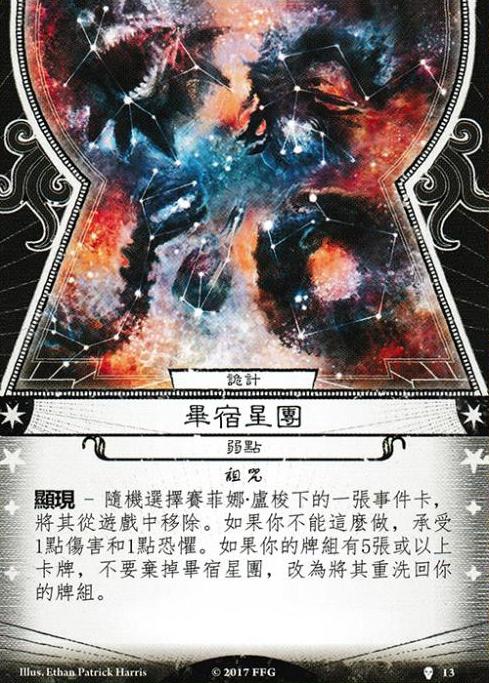 詭計
畢宿星團
弱點
詛咒
顯現 – 隨機選擇賽菲娜·盧梭下的一張事件卡，
將其從遊戲中移除。如果你不能這麼做，承受
1點傷害和1點恐懼。如果你的牌組有5張或以上
卡牌，不要棄掉畢宿星團，改為將其重洗回你
的牌組。
Illus. Ethan Patrick Harris
© 2017 FFG
13